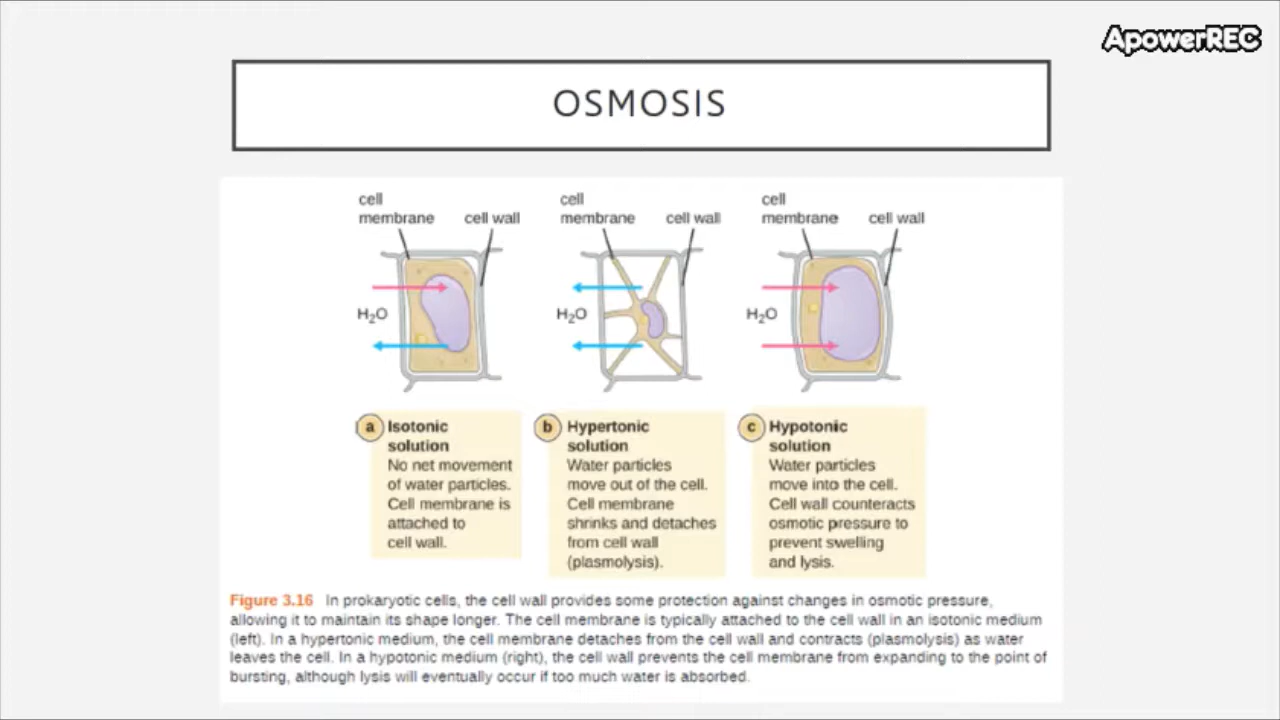 ApowerREC
OSMOSIS
cell
membrane
cell wall
cell
membrane
cell wall
cell
membrane
cell wall
H₂O
H₂O
H₂O
a
Isotonic
solution
No net movement
of water particles.
Cell membrane is
attached to
cell wall.
b
Hypertonic
solution
Water particles
move out of the cell.
Cell membrane
shrinks and detaches
from cell wall
(plasmolysis).
c
Hypotonic
solution
Water particles
move into the cell.
Cell wall counteracts
osmotic pressure to
prevent swelling
and lysis.
Figure 3.16 In prokaryotic cells, the cell wall provides some protection against changes in osmotic pressure,
allowing it to maintain its shape longer. The cell membrane is typically attached to the cell wall in an isotonic medium
(left). In a hypertonic medium, the cell membrane detaches from the cell wall and contracts (plasmolysis) as water
leaves the cell. In a hypotonic medium (right), the cell wall prevents the cell membrane from expanding to the point of
bursting, although lysis will eventually occur if too much water is absorbed.